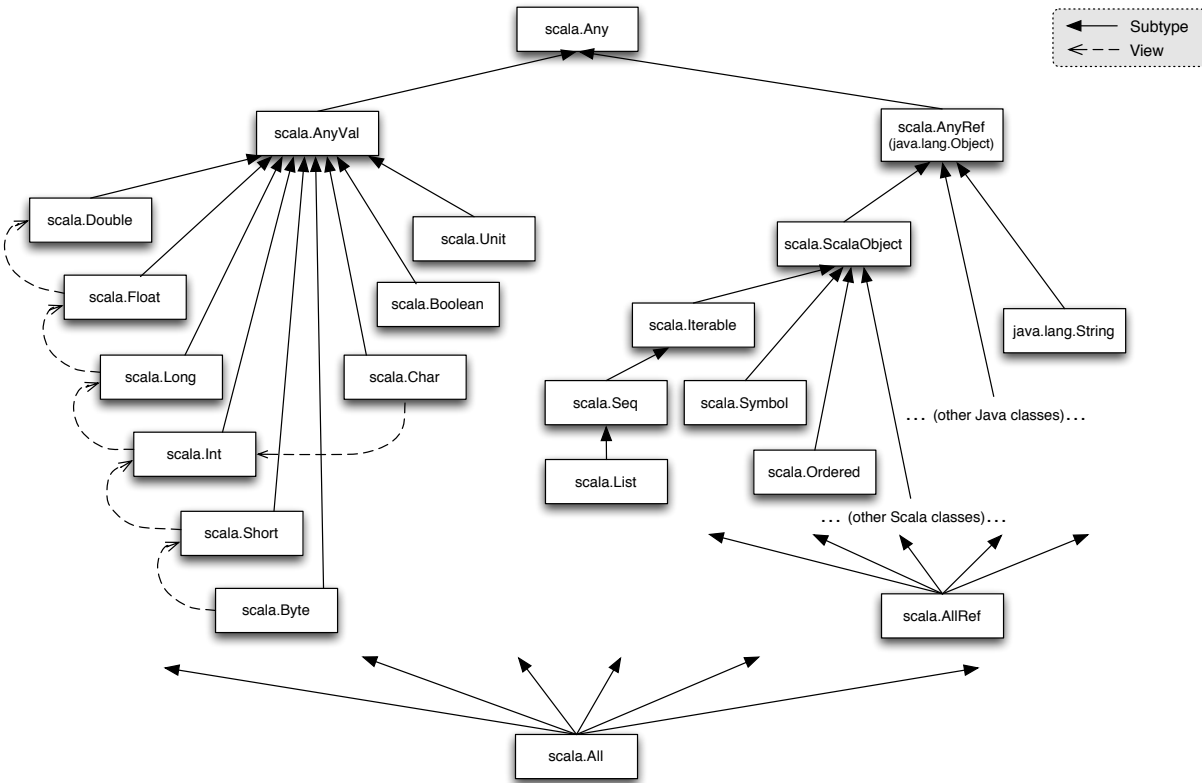 scala.Any
Subtype
View
scala.AnyVal
scala.AnyRef
(java.lang.Object)
scala.Double
scala.Unit
scala.ScalaObject
scala.Float
scala.Boolean
scala.Iterable
java.lang.String
scala.Long
scala.Char
scala.Seq
scala.Symbol
... (other Java classes)...
scala.Int
scala.List
scala.Ordered
scala.Short
... (other Scala classes)...
scala.Byte
scala.AllRef
scala.All